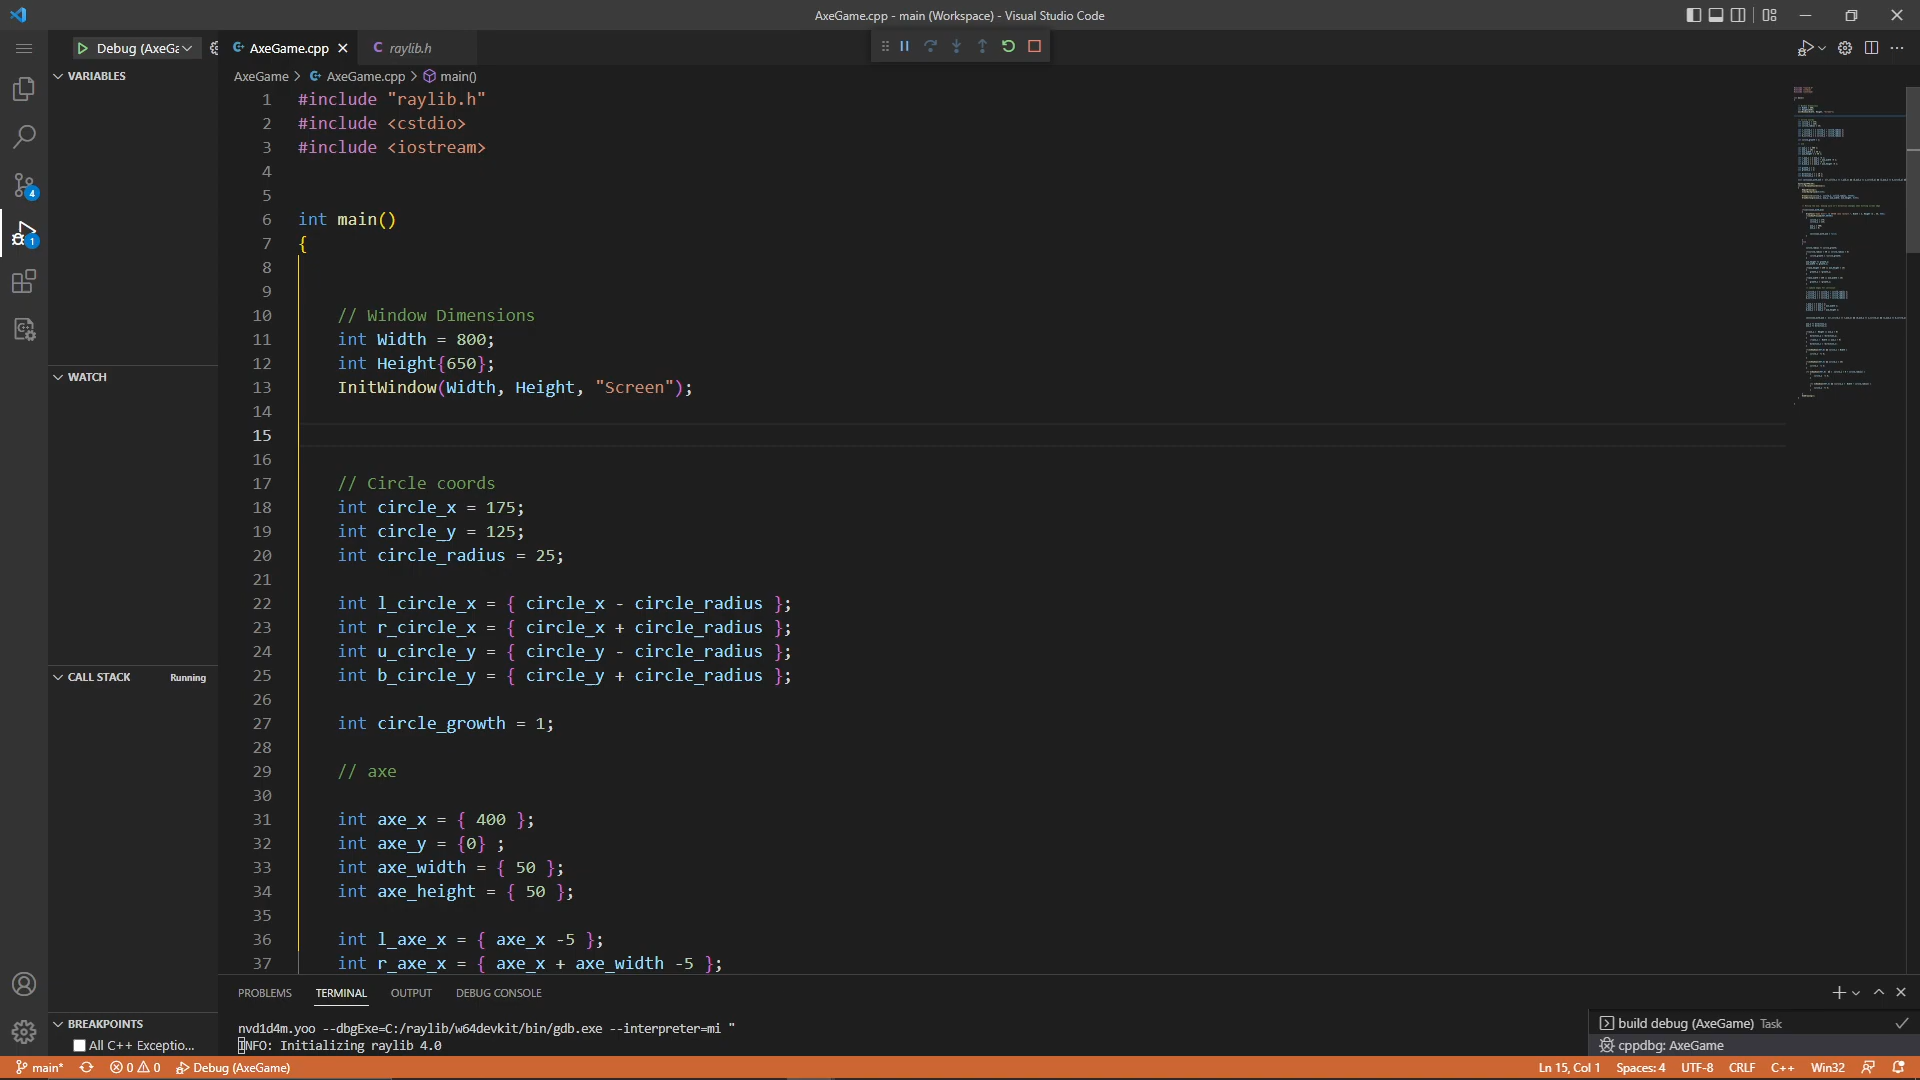 AxeGame.cpp - main (Workspace) - Visual Studio Code
Debug (AxeGa
AxeGame.cpp
raylib.h
VARIABLES
AxeGame > AxeGame.cpp > main()
1 #include "raylib.h"
2 #include <cstdio>
3 #include <iostream>
4
5
6 int main()
7 {
8
9
10 // Window Dimensions
11 int Width = 800;
12 int Height{650};
13 InitWindow(Width, Height, "Screen");
14
15
16
17 // Circle coords
18 int circle_x = 175;
19 int circle_y = 125;
20 int circle_radius = 25;
21
22 int l_circle_x = { circle_x - circle_radius };
23 int r_circle_x = { circle_x + circle_radius };
24 int u_circle_y = { circle_y - circle_radius };
25 int b_circle_y = { circle_y + circle_radius };
26
27 int circle_growth = 1;
28
29 // axe
30
31 int axe_x = { 400 };
32 int axe_y = {0} ;
33 int axe_width = { 50 };
34 int axe_height = { 50 };
35
36 int l_axe_x = { axe_x -5 };
37 int r_axe_x = { axe_x + axe_width -5 };
4
1
WATCH
CALL STACK Running
BREAKPOINTS
All C++ Exceptio...
PROBLEMS TERMINAL OUTPUT DEBUG CONSOLE
nvd1d4m.yoo --dbgExe=C:/raylib/w64devkit/bin/gdb.exe --interpreter=mi "
INFO: Initializing raylib 4.0
build debug (AxeGame) Task
cppdbg: AxeGame
main* 0 0 Debug (AxeGame)
Ln 15, Col 1 Spaces: 4 UTF-8 CRLF C++ Win32